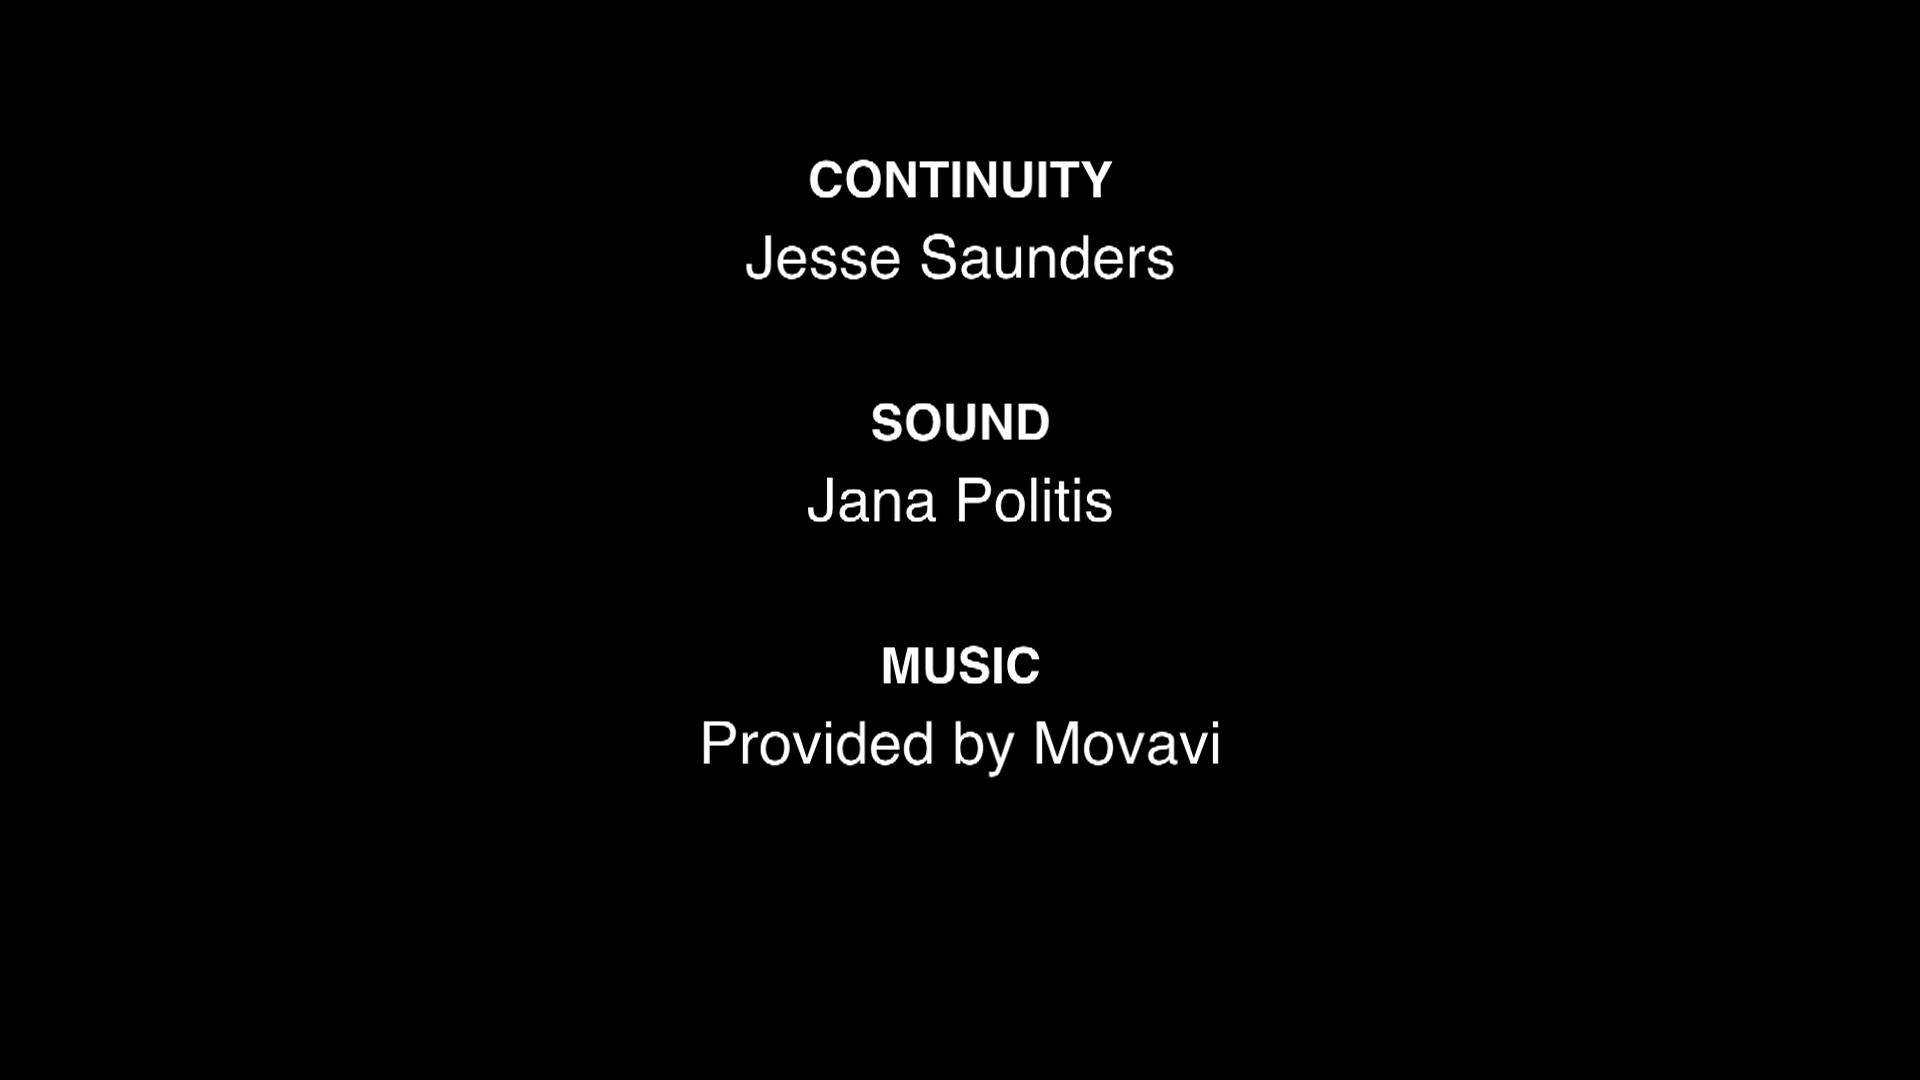 CONTINUITY
Jesse Saunders
SOUND
Jana Politis
MUSIC
Provided by Movavi